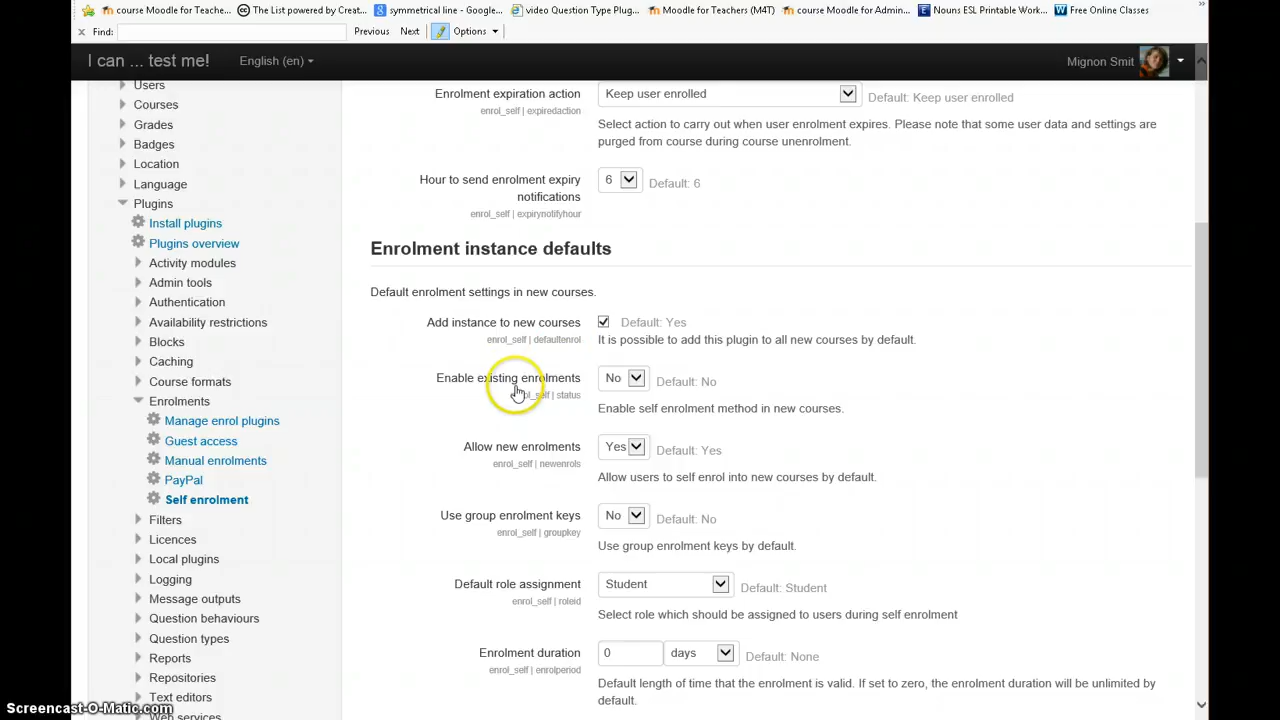 course Moodle for Teache...
The List powered by Creat...
symmetrical line - Google...
video Question Type Plug...
Moodle for Teachers (M4T)
course Moodle for Admin...
Nouns ESL Printable Work...
Free Online Classes
Find:
Previous
Next
Options
I can ... test me!
English (en)
Mignon Smit
Users
Courses
Grades
Badges
Location
Language
Plugins
Install plugins
Plugins overview
Activity modules
Admin tools
Authentication
Availability restrictions
Blocks
Caching
Course formats
Enrolments
Manage enrol plugins
Guest access
Manual enrolments
PayPal
Self enrolment
Filters
Licences
Local plugins
Logging
Message outputs
Question behaviours
Question types
Reports
Repositories
Text editors
Web services
Enrolment expiration action
enrol_self | expiredaction
Keep user enrolled
Default: Keep user enrolled
Select action to carry out when user enrolment expires. Please note that some user data and settings are
purged from course during course unenrolment.
Hour to send enrolment expiry
notifications
enrol_self | expirynotifyhour
6
Default: 6
Enrolment instance defaults
Default enrolment settings in new courses.
Add instance to new courses
enrol_self | defaultenrol
Default: Yes
It is possible to add this plugin to all new courses by default.
Enable existing enrolments
enrol_self | status
No
Default: No
Enable self enrolment method in new courses.
Allow new enrolments
enrol_self | newenrols
Yes
Default: Yes
Allow users to self enrol into new courses by default.
Use group enrolment keys
enrol_self | groupkey
No
Default: No
Use group enrolment keys by default.
Default role assignment
enrol_self | roleid
Student
Default: Student
Select role which should be assigned to users during self enrolment
Enrolment duration
enrol_self | enrolperiod
0
days
Default: None
Default length of time that the enrolment is valid. If set to zero, the enrolment duration will be unlimited by
default.
Screencast-O-Matic.com